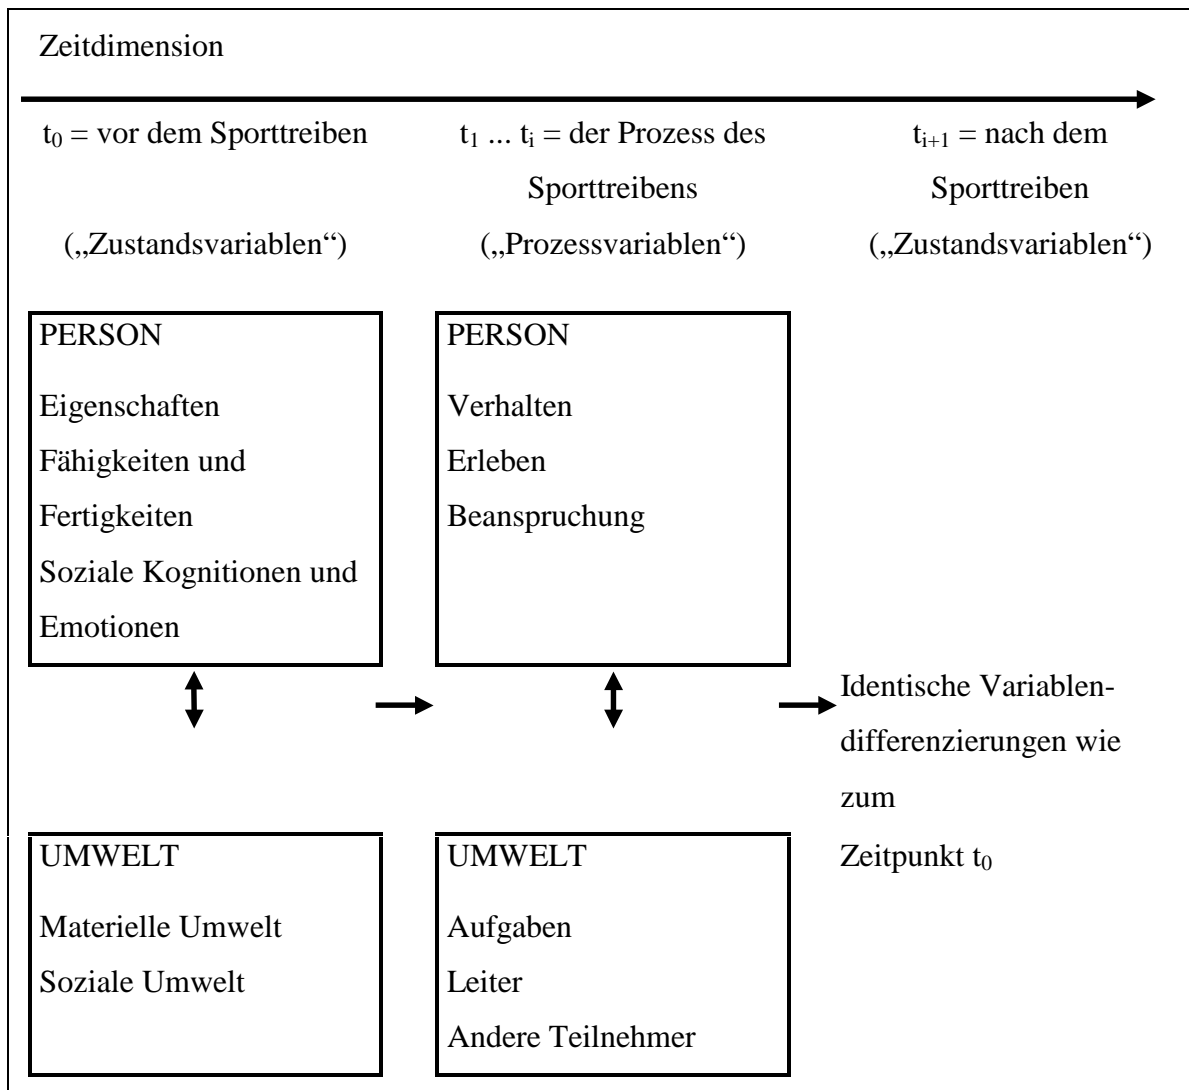 Zeitdimension
t0 = vor dem Sporttreiben
(„Zustandsvariablen“)
t1 ... ti = der Prozess des
Sporttreibens
(„Prozessvariablen“)
ti+1 = nach dem
Sporttreiben
(„Zustandsvariablen“)
PERSON
Eigenschaften
Fähigkeiten und
Fertigkeiten
Soziale Kognitionen und
Emotionen
PERSON
Verhalten
Erleben
Beanspruchung
UMWELT
Materielle Umwelt
Soziale Umwelt
UMWELT
Aufgaben
Leiter
Andere Teilnehmer
Identische Variablen-
differenzierungen wie
zum
Zeitpunkt t0